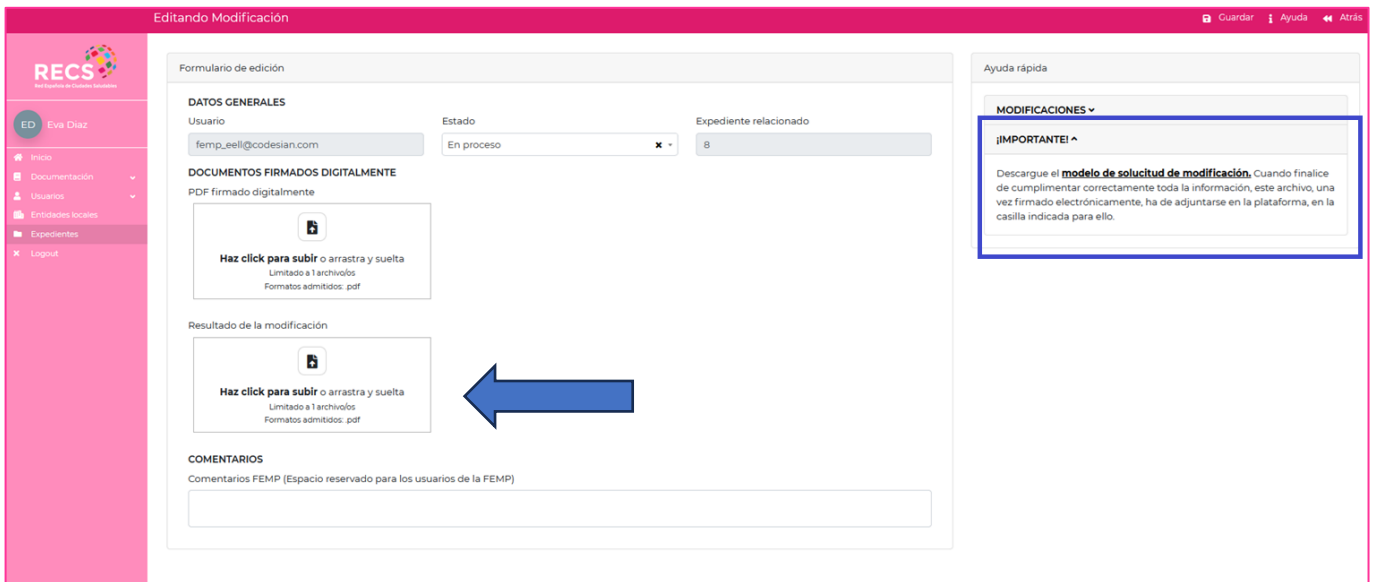 Editando Modificación
Guardar
Ayuda
Atrás
RECS
Red Española de Ciudades Saludables
ED Eva Diaz
Inicio
Documentación
Usuarios
Entidades locales
Expedientes
Logout
Formulario de edición
DATOS GENERALES
Usuario
Estado
Expediente relacionado
femp_eell@codesian.com
En proceso
8
DOCUMENTOS FIRMADOS DIGITALMENTE
PDF firmado digitalmente
Haz click para subir o arrastra y suelta
Limitado a 1 archivo/os
Formatos admitidos: .pdf
Resultado de la modificación
Haz click para subir o arrastra y suelta
Limitado a 1 archivo/os
Formatos admitidos: .pdf
COMENTARIOS
Comentarios FEMP (Espacio reservado para los usuarios de la FEMP)
Ayuda rápida
MODIFICACIONES
¡IMPORTANTE!
Descargue el modelo de solucitud de modificación. Cuando finalice
de cumplimentar correctamente toda la información, este archivo, una
vez firmado electrónicamente, ha de adjuntarse en la plataforma, en la
casilla indicada para ello.